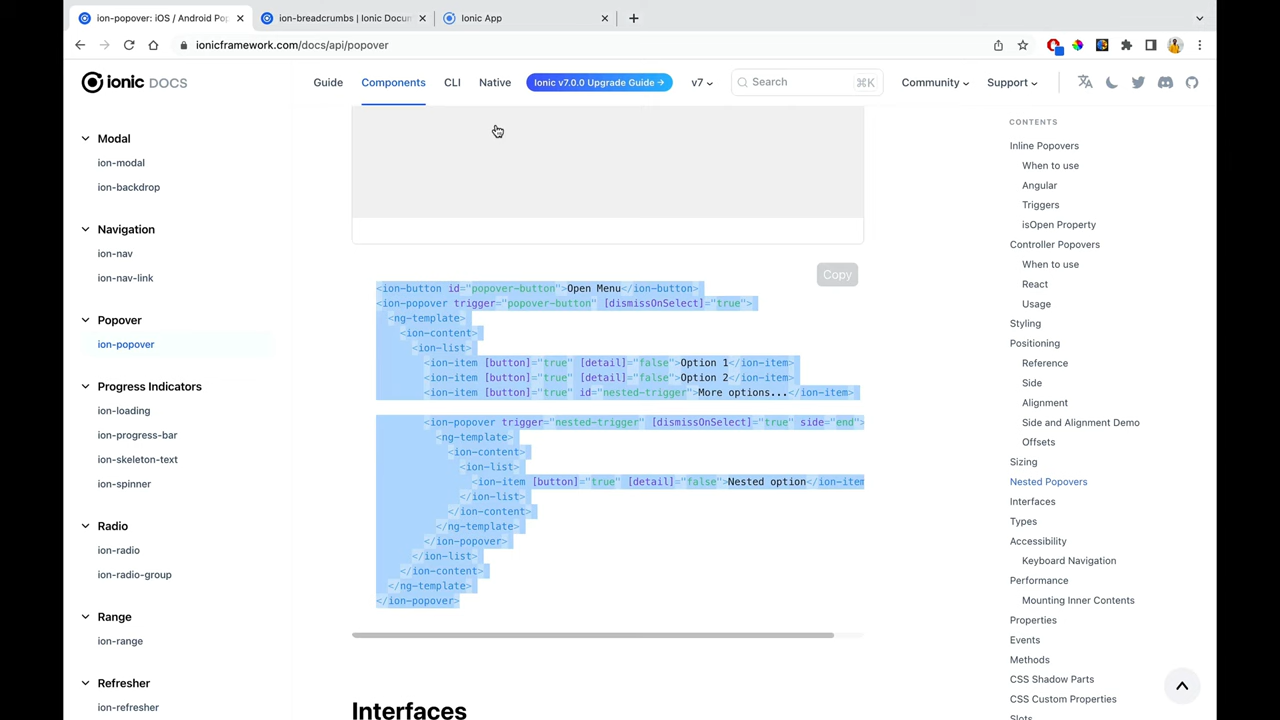 ion-popover: iOS / Android Pop
ion-breadcrumbs | Ionic Docum
Ionic App
ionicframework.com/docs/api/popover
ionic DOCS
Guide
Components
CLI
Native
Ionic v7.0.0 Upgrade Guide →
v7
Search
⌘K
Community
Support
Modal
ion-modal
ion-backdrop
Navigation
ion-nav
ion-nav-link
Popover
ion-popover
Progress Indicators
ion-loading
ion-progress-bar
ion-skeleton-text
ion-spinner
Radio
ion-radio
ion-radio-group
Range
ion-range
Refresher
ion-refresher
Copy
<ion-button id="popover-button">Open Menu</ion-button>
<ion-popover trigger="popover-button" [dismissOnSelect]="true">
<ng-template>
<ion-content>
<ion-list>
<ion-item [button]="true" [detail]="false">Option 1</ion-item>
<ion-item [button]="true" [detail]="false">Option 2</ion-item>
<ion-item [button]="true" id="nested-trigger">More options...</ion-item>
<ion-popover trigger="nested-trigger" [dismissOnSelect]="true" side="end">
<ng-template>
<ion-content>
<ion-list>
<ion-item [button]="true" [detail]="false">Nested option</ion-item
</ion-list>
</ion-content>
</ng-template>
</ion-popover>
</ion-list>
</ion-content>
</ng-template>
</ion-popover>
Interfaces
CONTENTS
Inline Popovers
When to use
Angular
Triggers
isOpen Property
Controller Popovers
When to use
React
Usage
Styling
Positioning
Reference
Side
Alignment
Side and Alignment Demo
Offsets
Sizing
Nested Popovers
Interfaces
Types
Accessibility
Keyboard Navigation
Performance
Mounting Inner Contents
Properties
Events
Methods
CSS Shadow Parts
CSS Custom Properties
Slots